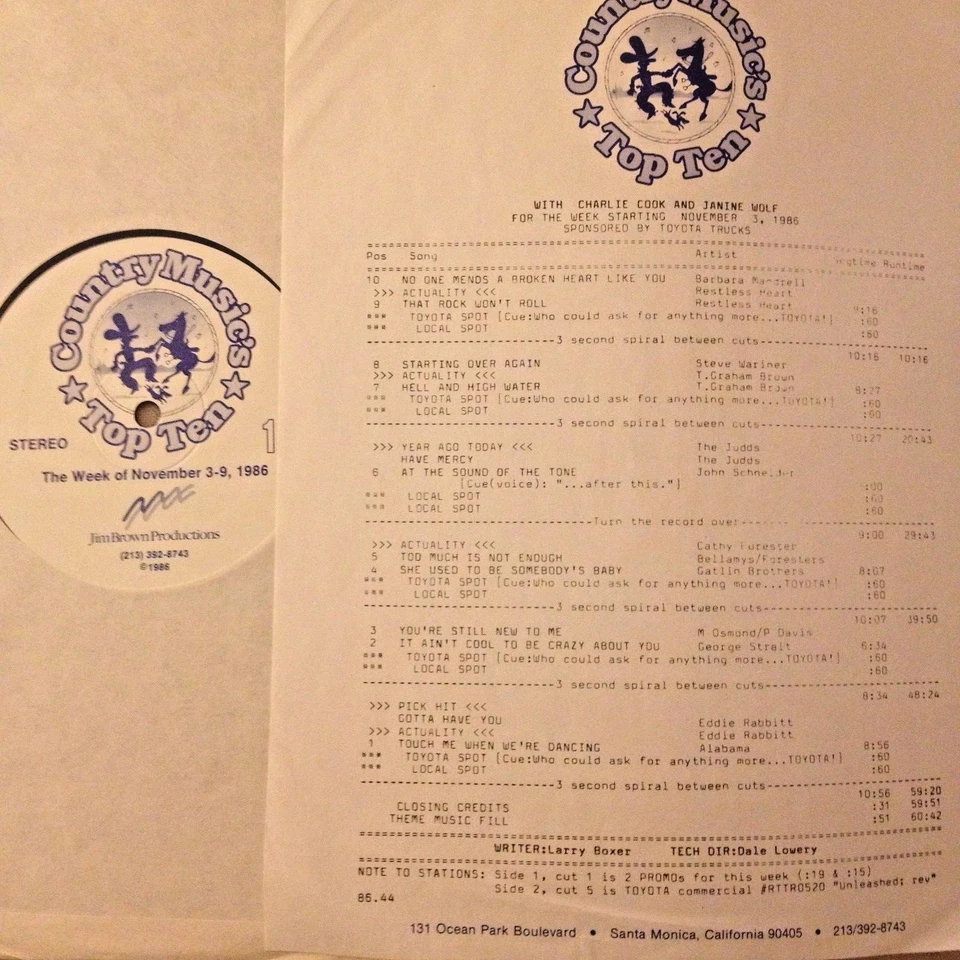 Country Music's
Top Ten
STEREO
1
The Week of November 3-9, 1986
Jim Brown Productions
(213) 392-8743
©1986
Country Music's
Top Ten
WITH CHARLIE COOK AND JANINE WOLF
FOR THE WEEK STARTING NOVEMBER 3, 1986
SPONSORED BY TOYOTA TRUCKS
Pos Song Artist Runtime
10 NO ONE MENDS A BROKEN HEART LIKE YOU Barbara Mandrell
>>> ACTUALITY <<< Restless Heart
9 THAT ROCK WON'T ROLL Restless Heart 8:16
*** TOYOTA SPOT [Cue:Who could ask for anything more...TOYOTA!] :60
*** LOCAL SPOT :60
------------------------3 second spiral between cuts------------------------
10:16 10:16
8 STARTING OVER AGAIN Steve Wariner
>>> ACTUALITY <<< T.Graham Brown
7 HELL AND HIGH WATER T.Graham Brown 8:27
*** TOYOTA SPOT [Cue:Who could ask for anything more...TOYOTA!] :60
*** LOCAL SPOT :60
------------------------3 second spiral between cuts------------------------
10:27 20:43
>>> YEAR AGO TODAY <<< The Judds
HAVE MERCY The Judds
6 AT THE SOUND OF THE TONE John Schneider
[Cue(voice): "...after this."] :00
*** LOCAL SPOT :60
*** LOCAL SPOT :60
----------------------------Turn the record over----------------------------
9:00 29:43
>>> ACTUALITY <<< Cathy Forester
5 TOO MUCH IS NOT ENOUGH Bellamys/Foresters
4 SHE USED TO BE SOMEBODY'S BABY Gatlin Brothers 8:07
*** TOYOTA SPOT [Cue:Who could ask for anything more...TOYOTA!] :60
*** LOCAL SPOT :60
------------------------3 second spiral between cuts------------------------
10:07 39:50
3 YOU'RE STILL NEW TO ME M Osmond/P Davis
2 IT AIN'T COOL TO BE CRAZY ABOUT YOU George Strait 6:34
*** TOYOTA SPOT [Cue:Who could ask for anything more...TOYOTA!] :60
*** LOCAL SPOT :60
------------------------3 second spiral between cuts------------------------
8:34 48:24
>>> PICK HIT <<<
GOTTA HAVE YOU Eddie Rabbitt
>>> ACTUALITY <<< Eddie Rabbitt
1 TOUCH ME WHEN WE'RE DANCING Alabama 8:56
*** TOYOTA SPOT [Cue:Who could ask for anything more...TOYOTA!] :60
*** LOCAL SPOT :60
------------------------3 second spiral between cuts------------------------
10:56 59:20
CLOSING CREDITS :31 59:51
THEME MUSIC FILL :51 60:42
WRITER:Larry Boxer TECH DIR:Dale Lowery
NOTE TO STATIONS: Side 1, cut 1 is 2 PROMOs for this week (:19 & :15)
Side 2, cut 5 is TOYOTA commercial #RTTR0520 "Unleashed; rev"
86.44
131 Ocean Park Boulevard • Santa Monica, California 90405 • 213/392-8743